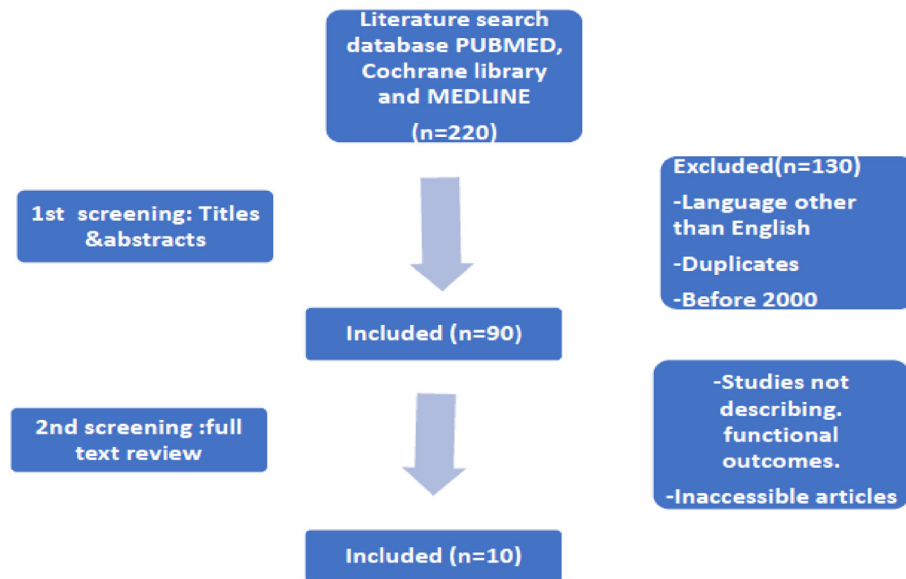 Literature search
database PUBMED,
Cochrane library
and MEDLINE
(n=220)
1st screening: Titles
&abstracts
Excluded(n=130)
-Language other
than English
-Duplicates
-Before 2000
Included (n=90)
2nd screening :full
text review
-Studies not
describing.
functional
outcomes.
-Inaccessible articles
Included (n=10)